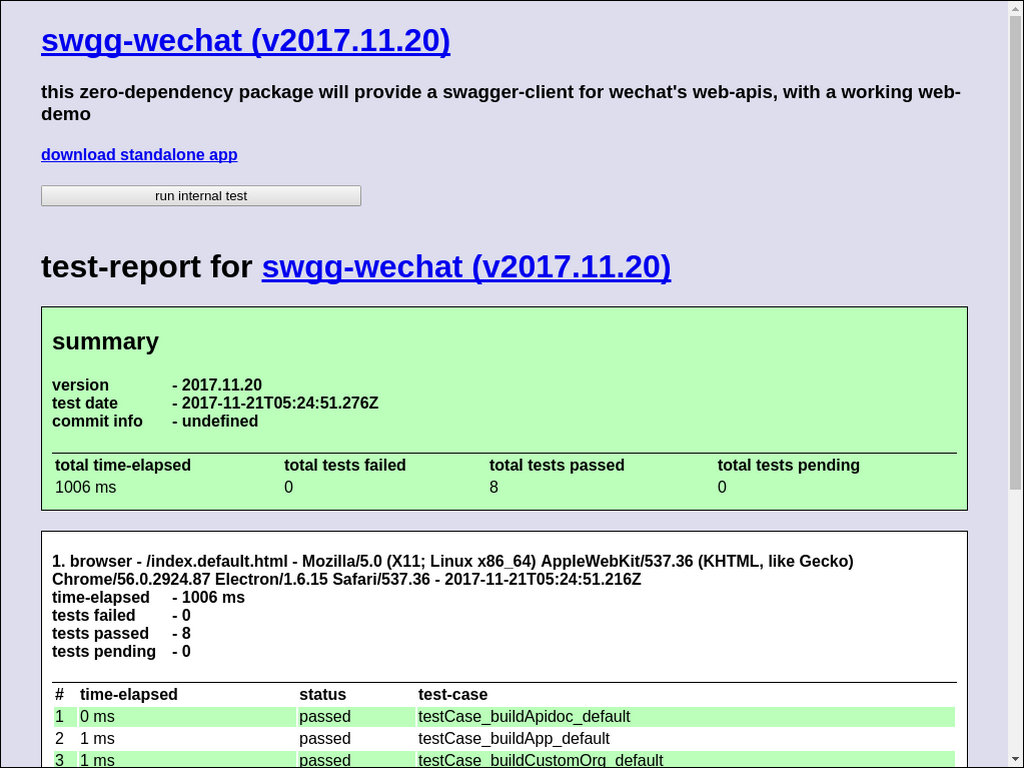 swgg-wechat (v2017.11.20)
this zero-dependency package will provide a swagger-client for wechat's web-apis, with a working web-
demo
download standalone app
run internal test
test-report for swgg-wechat (v2017.11.20)
summary
version - 2017.11.20
test date - 2017-11-21T05:24:51.276Z
commit info - undefined
total time-elapsed total tests failed total tests passed total tests pending
1006 ms 0 8 0
1. browser - /index.default.html - Mozilla/5.0 (X11; Linux x86_64) AppleWebKit/537.36 (KHTML, like Gecko)
Chrome/56.0.2924.87 Electron/1.6.15 Safari/537.36 - 2017-11-21T05:24:51.216Z
time-elapsed - 1006 ms
tests failed - 0
tests passed - 8
tests pending - 0
# time-elapsed status test-case
1 0 ms passed testCase_buildApidoc_default
2 1 ms passed testCase_buildApp_default
3 1 ms passed testCase_buildCustomOrg_default